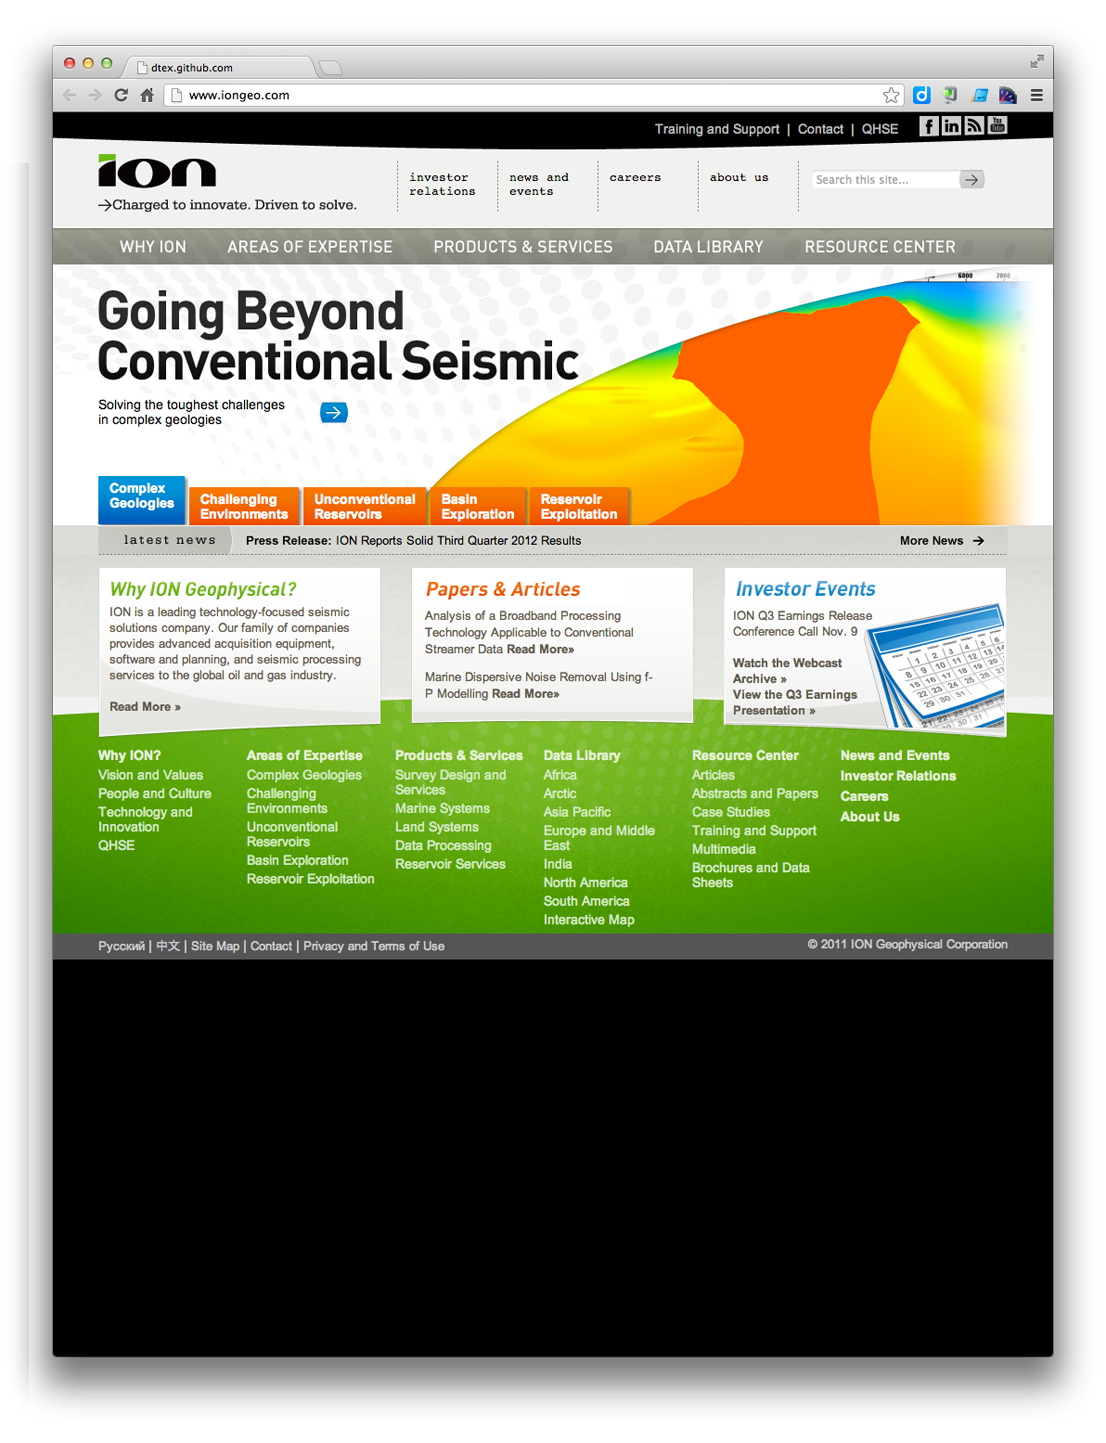 dtex.github.com
www.iongeo.com
Training and Support | Contact | QHSE
ion
Charged to innovate. Driven to solve.
investor
relations
news and
events
careers
about us
Search this site...
WHY ION
AREAS OF EXPERTISE
PRODUCTS & SERVICES
DATA LIBRARY
RESOURCE CENTER
6800 7000
Going Beyond
Conventional Seismic
Solving the toughest challenges
in complex geologies
Complex
Geologies
Challenging
Environments
Unconventional
Reservoirs
Basin
Exploration
Reservoir
Exploitation
latest news
Press Release: ION Reports Solid Third Quarter 2012 Results
More News
Why ION Geophysical?
ION is a leading technology-focused seismic
solutions company. Our family of companies
provides advanced acquisition equipment,
software and planning, and seismic processing
services to the global oil and gas industry.
Read More »
Papers & Articles
Analysis of a Broadband Processing
Technology Applicable to Conventional
Streamer Data Read More»
Marine Dispersive Noise Removal Using f-
P Modelling Read More»
Investor Events
ION Q3 Earnings Release
Conference Call Nov. 9
Watch the Webcast
Archive »
View the Q3 Earnings
Presentation »
Why ION?
Vision and Values
People and Culture
Technology and
Innovation
QHSE
Areas of Expertise
Complex Geologies
Challenging
Environments
Unconventional
Reservoirs
Basin Exploration
Reservoir Exploitation
Products & Services
Survey Design and
Services
Marine Systems
Land Systems
Data Processing
Reservoir Services
Data Library
Africa
Arctic
Asia Pacific
Europe and Middle
East
India
North America
South America
Interactive Map
Resource Center
Articles
Abstracts and Papers
Case Studies
Training and Support
Multimedia
Brochures and Data
Sheets
News and Events
Investor Relations
Careers
About Us
Русский | 中文 | Site Map | Contact | Privacy and Terms of Use
© 2011 ION Geophysical Corporation